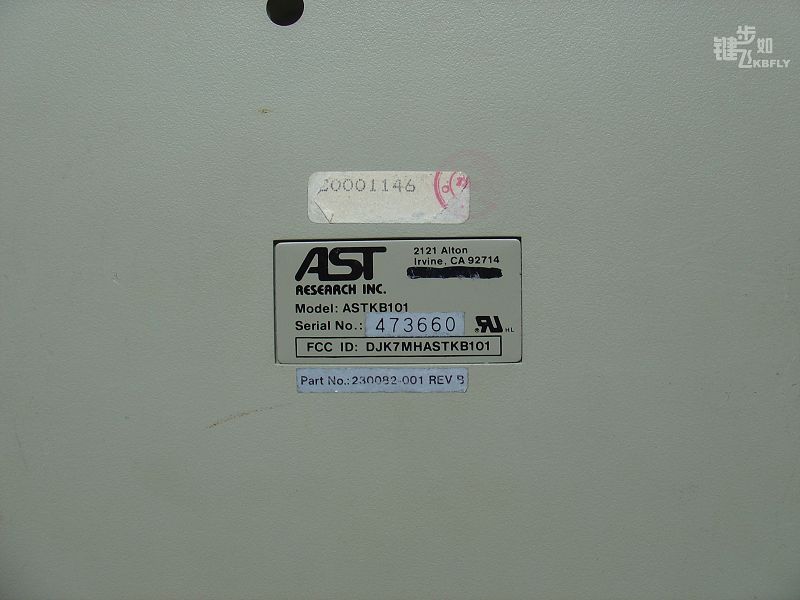 键步如飞
KBFLY
20001146
AST
RESEARCH INC.
2121 Alton
Irvine, CA 92714
Model: ASTKB101
Serial No.: 473660
HL
FCC ID: DJK7MHASTKB101
Part No.:230082-001 REV B